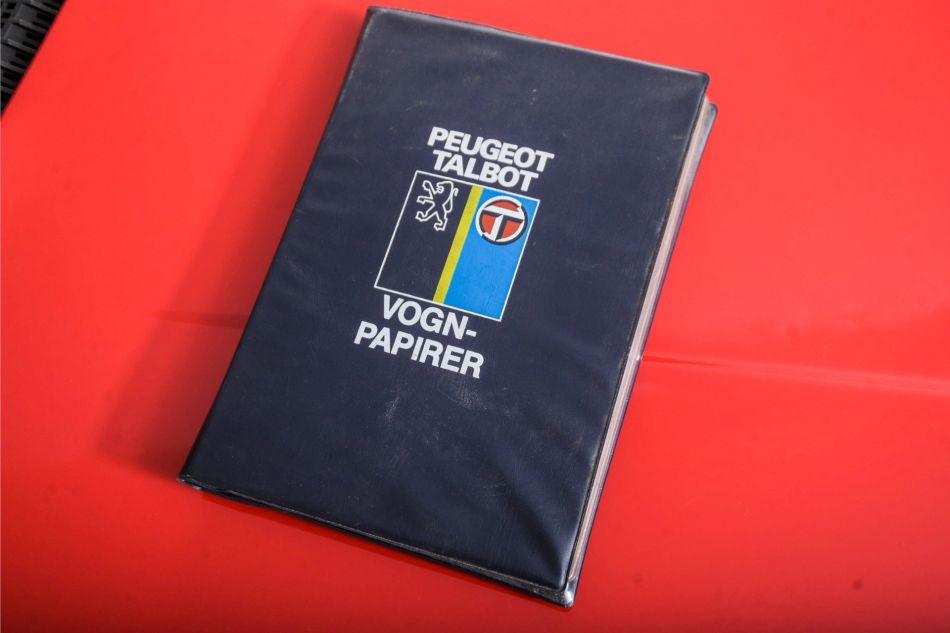 PEUGEOT
TALBOT
T
VOGN-
PAPIRER